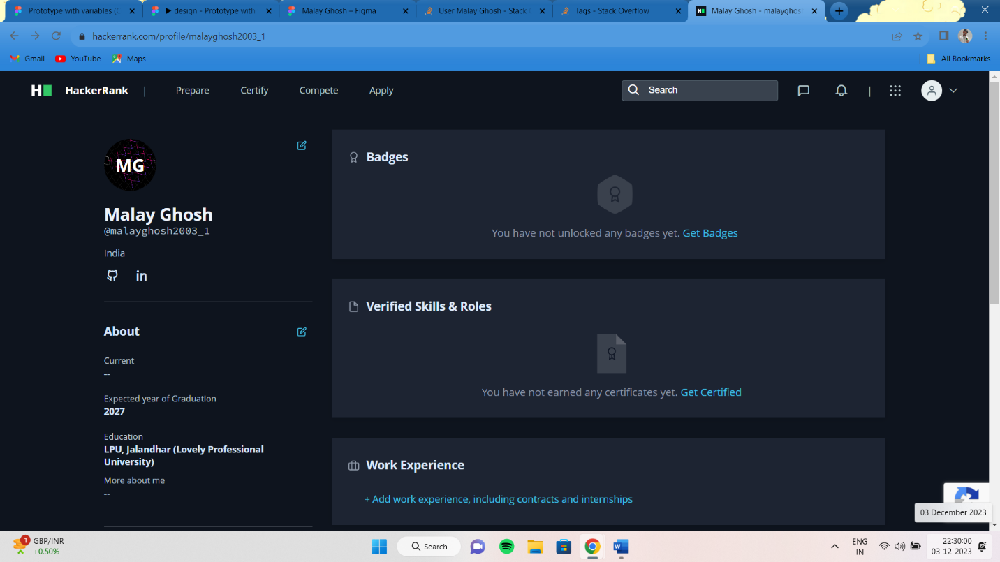 Prototype with variables (C
▶ design - Prototype with
Malay Ghosh – Figma
User Malay Ghosh - Stack
Tags - Stack Overflow
Malay Ghosh - malayghosh
hackerrank.com/profile/malayghosh2003_1
Gmail
YouTube
Maps
All Bookmarks
H
HackerRank
Prepare
Certify
Compete
Apply
Search
MG
Malay Ghosh
@malayghosh2003_1
India
in
About
Current
--
Expected year of Graduation
2027
Education
LPU, Jalandhar (Lovely Professional
University)
More about me
--
Badges
You have not unlocked any badges yet. Get Badges
Verified Skills & Roles
You have not earned any certificates yet. Get Certified
Work Experience
+ Add work experience, including contracts and internships
03 December 2023
1
GBP/INR
+0.50%
Search
ENG
IN
22:30:00
03-12-2023